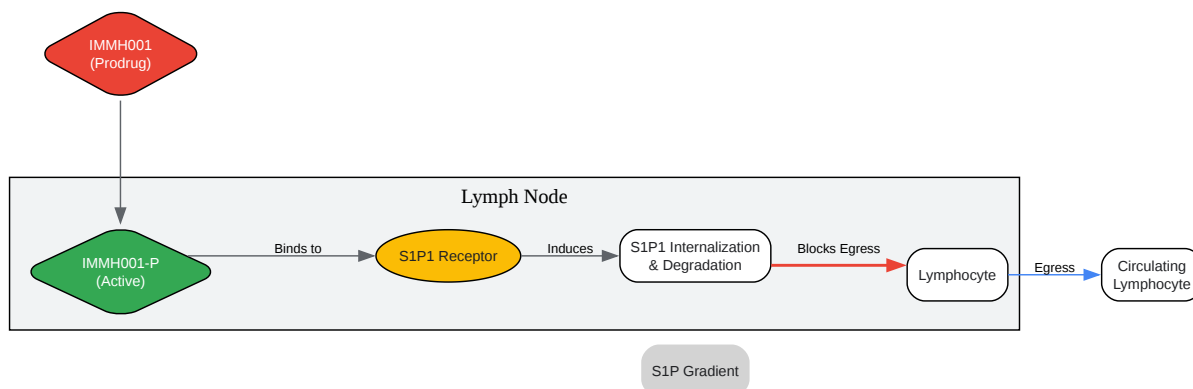 IMMH001
(Prodrug)
Lymph Node
IMMH001-P
(Active)
Binds to
S1P1 Receptor
Induces
S1P1 Internalization
& Degradation
Blocks Egress
Lymphocyte
Egress
Circulating
Lymphocyte
S1P Gradient